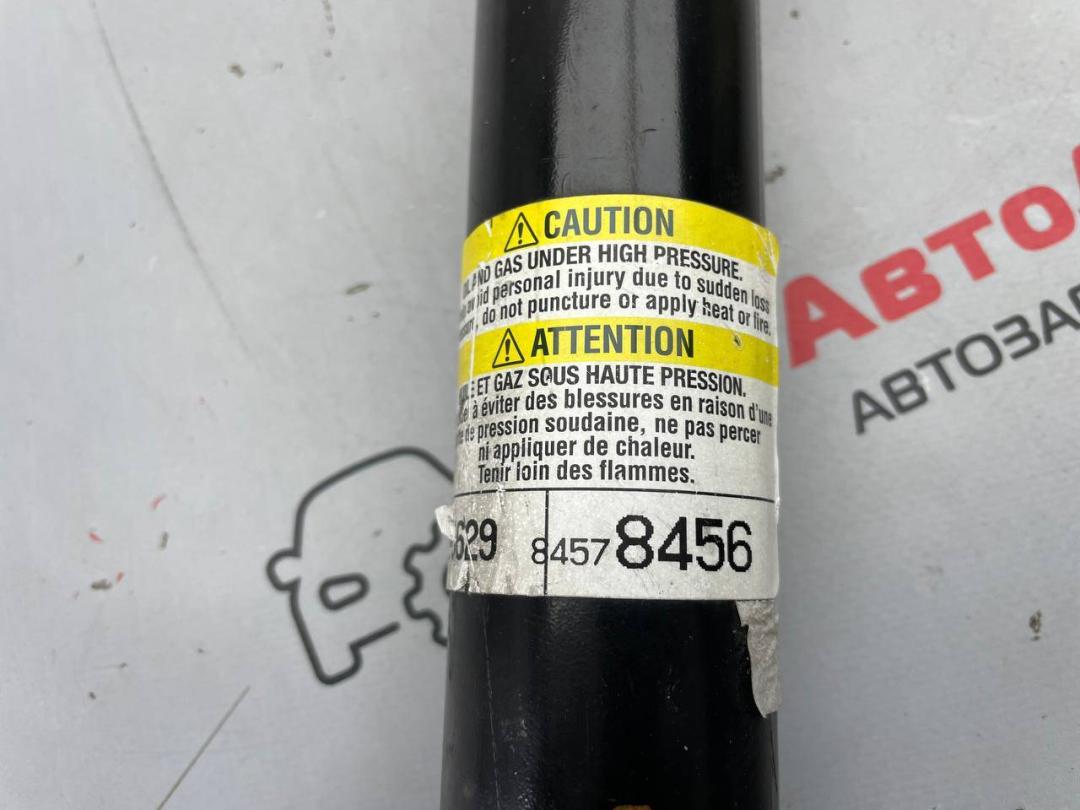 CAUTION
GAS UNDER HIGH PRESSURE.
personal injury due to sudden loss
, do not puncture or apply heat or fire.
ATTENTION
ET GAZ SOUS HAUTE PRESSION.
à éviter des blessures en raison d'une
de pression soudaine, ne pas percer
ni appliquer de chaleur.
Tenir loin des flammes.
629 84578456
АВТО
АВТОЗА